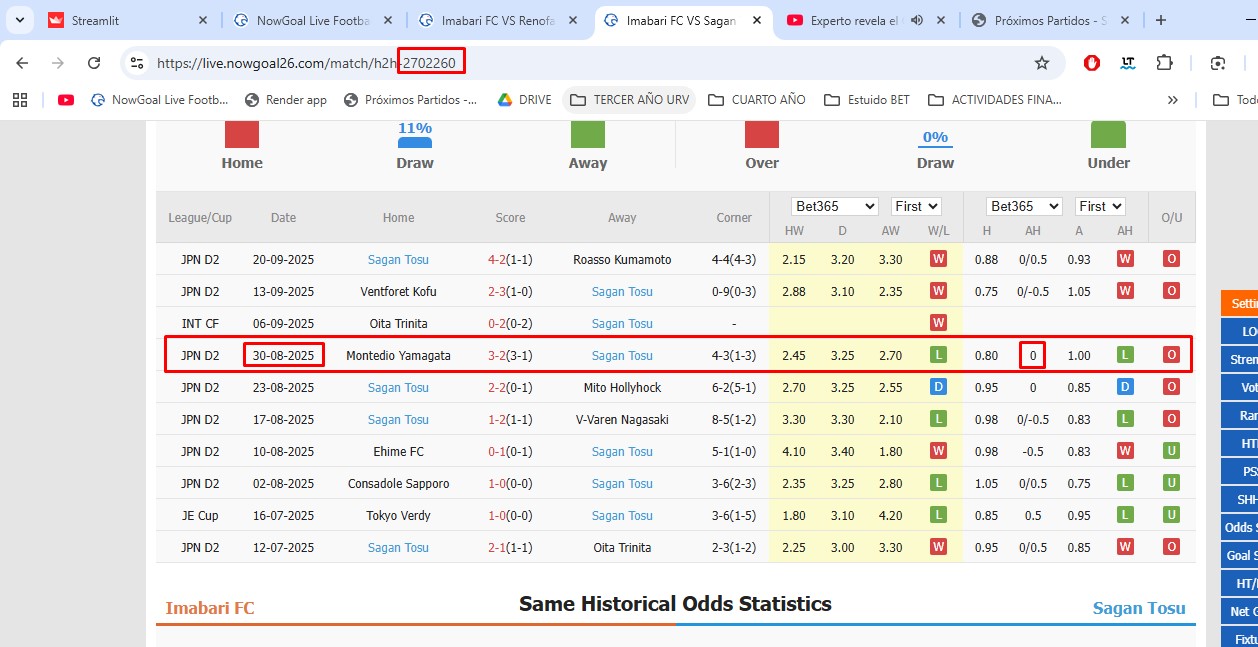 Streamlit
NowGoal Live Footba
Imabari FC VS Renofa
Imabari FC VS Sagan
Experto revela el
Próximos Partidos - S
https://live.nowgoal26.com/match/h2h-2702260
NowGoal Live Footb...
Render app
Próximos Partidos -...
DRIVE
TERCER AÑO URV
CUARTO AÑO
Estuido BET
ACTIVIDADES FINA...
Todo
11% 0%
Home Draw Away Over Draw Under
Bet365 First Bet365 First
League/Cup Date Home Score Away Corner O/U
HW D AW W/L H AH A AH
JPN D2 20-09-2025 Sagan Tosu 4-2(1-1) Roasso Kumamoto 4-4(4-3) 2.15 3.20 3.30 W 0.88 0/0.5 0.93 W O
JPN D2 13-09-2025 Ventforet Kofu 2-3(1-0) Sagan Tosu 0-9(0-3) 2.88 3.10 2.35 W 0.75 0/-0.5 1.05 W O
INT CF 06-09-2025 Oita Trinita 0-2(0-2) Sagan Tosu - W
JPN D2 30-08-2025 Montedio Yamagata 3-2(3-1) Sagan Tosu 4-3(1-3) 2.45 3.25 2.70 L 0.80 0 1.00 L O
JPN D2 23-08-2025 Sagan Tosu 2-2(0-1) Mito Hollyhock 6-2(5-1) 2.70 3.25 2.55 D 0.95 0 0.85 D O
JPN D2 17-08-2025 Sagan Tosu 1-2(1-1) V-Varen Nagasaki 8-5(1-2) 3.30 3.30 2.10 L 0.98 0/-0.5 0.83 L O
JPN D2 10-08-2025 Ehime FC 0-1(0-1) Sagan Tosu 5-1(1-0) 4.10 3.40 1.80 W 0.98 -0.5 0.83 W U
JPN D2 02-08-2025 Consadole Sapporo 1-0(0-0) Sagan Tosu 3-6(2-3) 2.35 3.25 2.80 L 1.05 0/0.5 0.75 L U
JE Cup 16-07-2025 Tokyo Verdy 1-0(0-0) Sagan Tosu 3-6(1-5) 1.80 3.10 4.20 L 0.85 0.5 0.95 L U
JPN D2 12-07-2025 Sagan Tosu 2-1(1-1) Oita Trinita 2-3(1-2) 2.25 3.00 3.30 W 0.95 0/0.5 0.85 W O
Imabari FC Same Historical Odds Statistics Sagan Tosu
Setti
LO
Stren
Vot
Ran
HT
PS
SHH
Odds S
Goal S
HT/
Net G
Fixtu